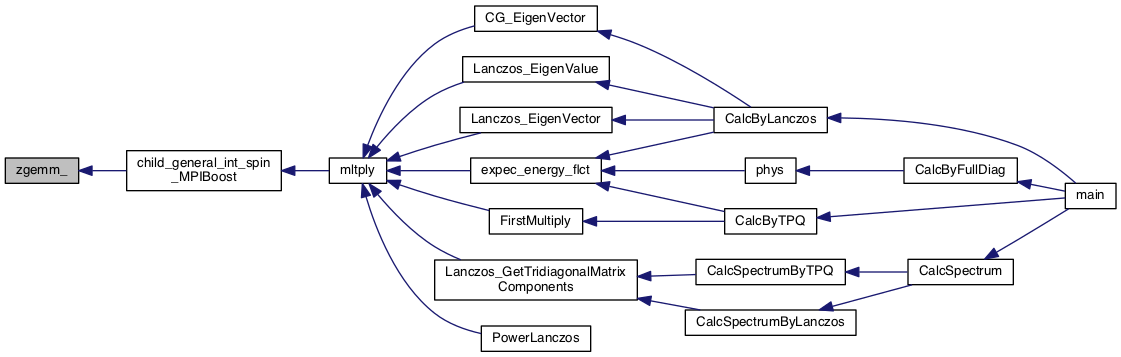 CG_EigenVector
Lanczos_EigenValue
Lanczos_EigenVector
CalcByLanczos
zgemm_
child_general_int_spin
_MPIBoost
mltply
expec_energy_flct
phys
CalcByFullDiag
main
FirstMultiply
CalcByTPQ
Lanczos_GetTridiagonalMatrix
Components
CalcSpectrumByTPQ
CalcSpectrum
CalcSpectrumByLanczos
PowerLanczos